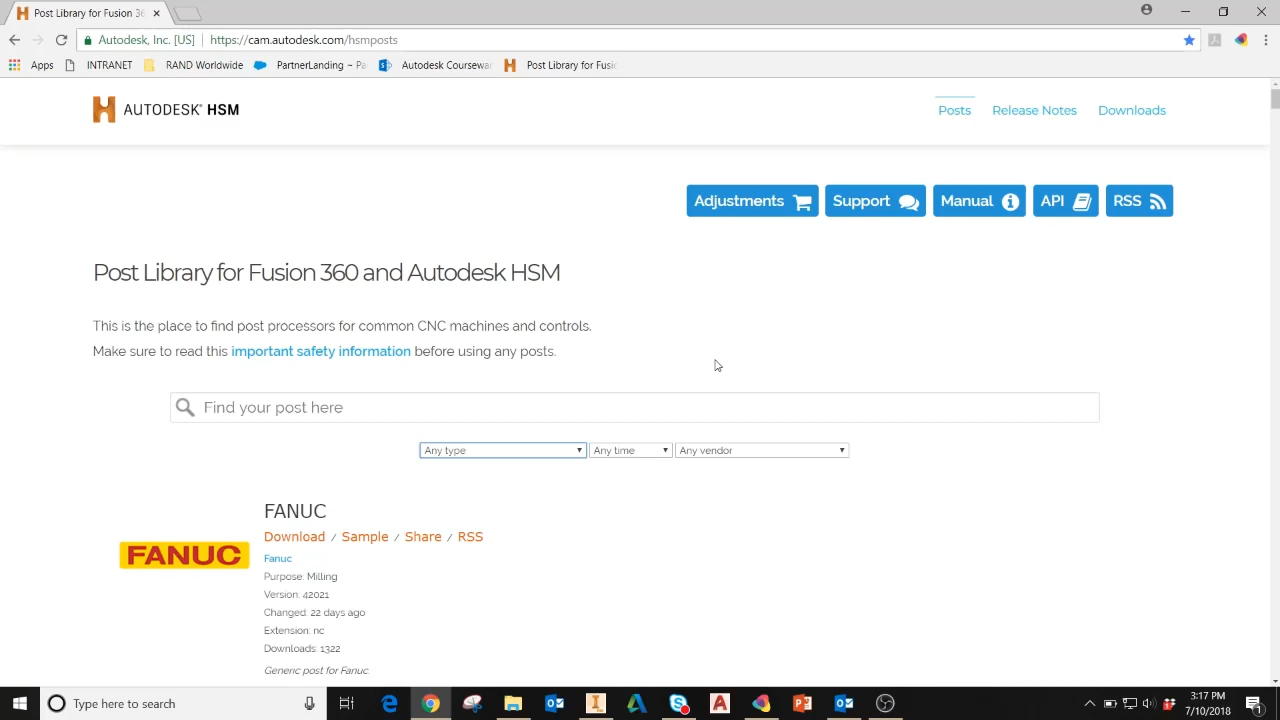 Post Library for Fusion 36
Autodesk, Inc. [US] https://cam.autodesk.com/hsmposts
Apps INTRANET RAND Worldwide PartnerLanding ~ Pa Autodesk Coursewa Post Library for Fusio
AUTODESK® HSM
Posts Release Notes Downloads
Adjustments Support Manual API RSS
Post Library for Fusion 360 and Autodesk HSM
This is the place to find post processors for common CNC machines and controls.
Make sure to read this important safety information before using any posts.
Find your post here
Any type Any time Any vendor
FANUC
Download / Sample / Share / RSS
FANUC
Fanuc
Purpose: Milling
Version: 42021
Changed: 22 days ago
Extension: nc
Downloads: 1322
Generic post for Fanuc.
Type here to search
3:17 PM
7/10/2018